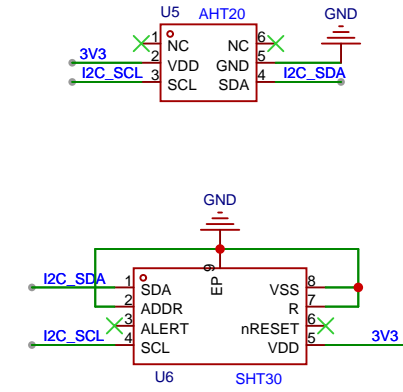 U5 AHT20 GND
1 NC NC 6
3V3 2 VDD GND 5
I2C_SCL 3 SCL SDA 4 I2C_SDA
GND
EP 9
I2C_SDA 1 SDA VSS 8
2 ADDR R 7
3 ALERT nRESET 6
I2C_SCL 4 SCL VDD 5 3V3
U6 SHT30